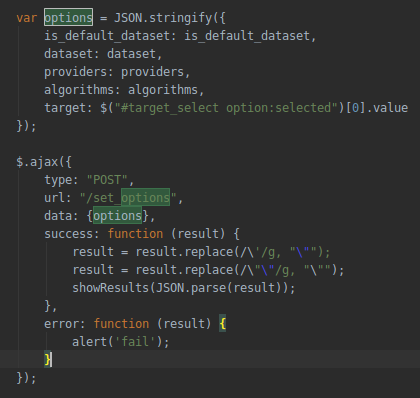 var options = JSON.stringify({
    is_default_dataset: is_default_dataset,
    dataset: dataset,
    providers: providers,
    algorithms: algorithms,
    target: $("#target_select option:selected")[0].value
});

$.ajax({
    type: "POST",
    url: "/set_options",
    data: {options},
    success: function (result) {
        result = result.replace(/\'/g, "\"");
        result = result.replace(/\"\"/g, "\"");
        showResults(JSON.parse(result));
    },
    error: function (result) {
        alert('fail');
    }
});